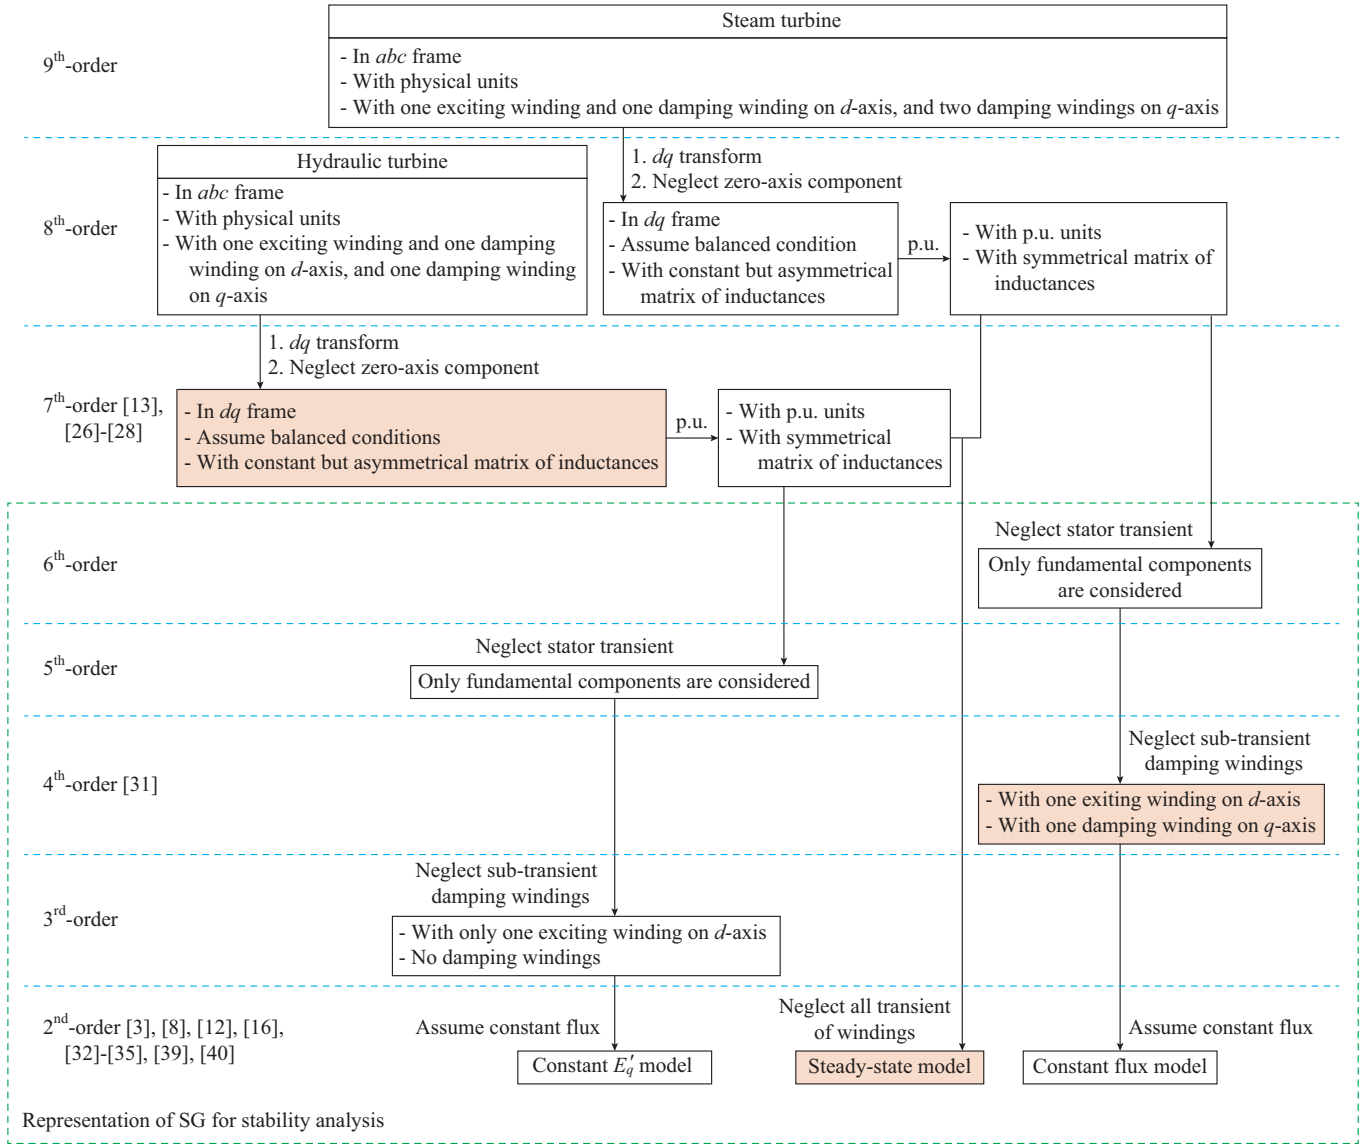 Steam turbine
9th-order
- In abc frame
- With physical units
- With one exciting winding and one damping winding on d-axis, and two damping windings on q-axis
1. dq transform
2. Neglect zero-axis component
Hydraulic turbine
- In abc frame
- With physical units
- With one exciting winding and one damping
winding on d-axis, and one damping winding
on q-axis
8th-order
- In dq frame
- Assume balanced condition
- With constant but asymmetrical
matrix of inductances
p.u.
- With p.u. units
- With symmetrical matrix of
inductances
1. dq transform
2. Neglect zero-axis component
7th-order [13],
[26]-[28]
- In dq frame
- Assume balanced conditions
- With constant but asymmetrical matrix of inductances
p.u.
- With p.u. units
- With symmetrical
matrix of inductances
Neglect stator transient
6th-order
Only fundamental components
are considered
Neglect stator transient
5th-order
Only fundamental components are considered
Neglect sub-transient
damping windings
4th-order [31]
- With one exiting winding on d-axis
- With one damping winding on q-axis
Neglect sub-transient
damping windings
3rd-order
- With only one exciting winding on d-axis
- No damping windings
2nd-order [3], [8], [12], [16],
[32]-[35], [39], [40]
Assume constant flux
Constant E′q model
Neglect all transient
of windings
Steady-state model
Assume constant flux
Constant flux model
Representation of SG for stability analysis